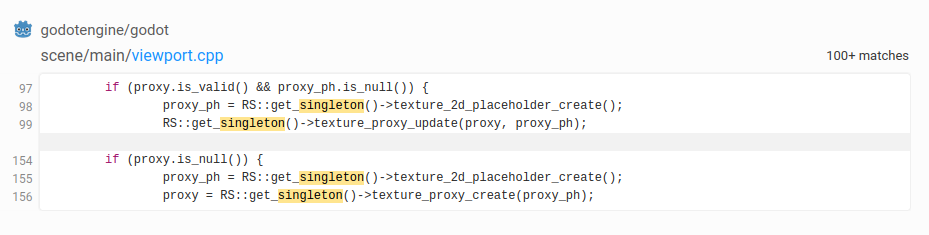 godotengine/godot
scene/main/viewport.cpp 100+ matches
97 if (proxy.is_valid() && proxy_ph.is_null()) {
98 proxy_ph = RS::get_singleton()->texture_2d_placeholder_create();
99 RS::get_singleton()->texture_proxy_update(proxy, proxy_ph);
154 if (proxy.is_null()) {
155 proxy_ph = RS::get_singleton()->texture_2d_placeholder_create();
156 proxy = RS::get_singleton()->texture_proxy_create(proxy_ph);